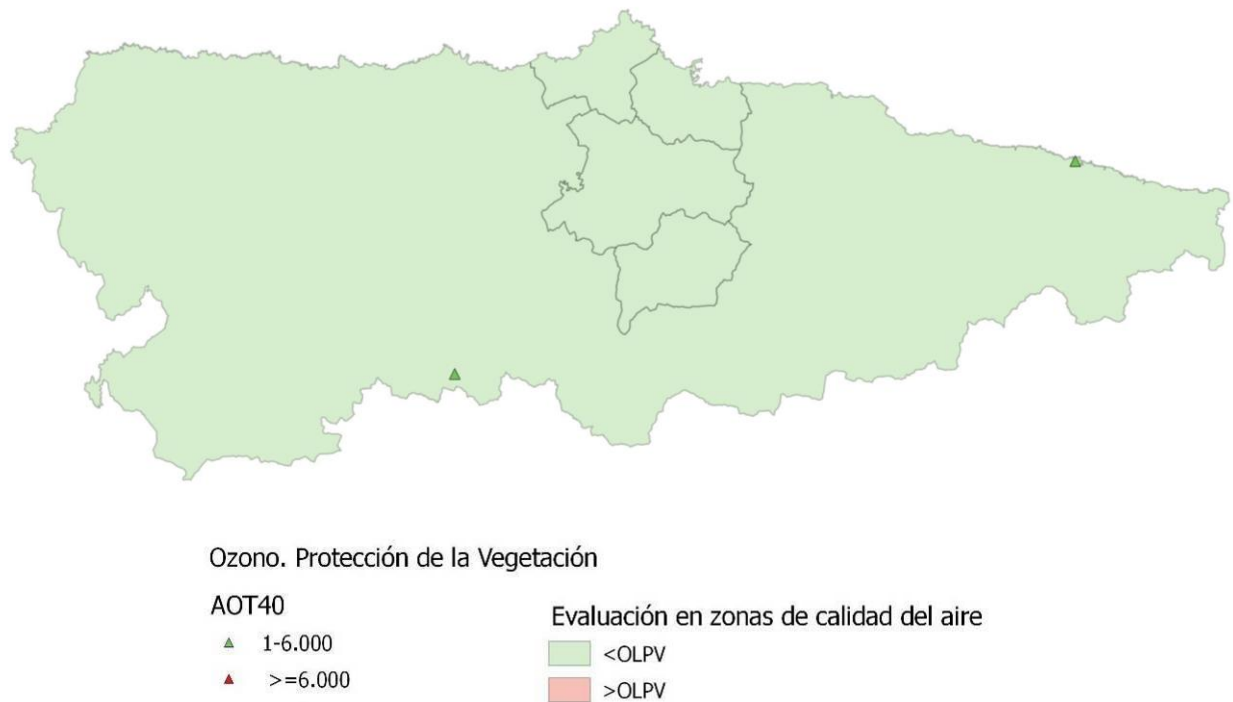 Ozono. Protección de la Vegetación
AOT40
1-6.000
>=6.000
Evaluación en zonas de calidad del aire
<OLPV
>OLPV